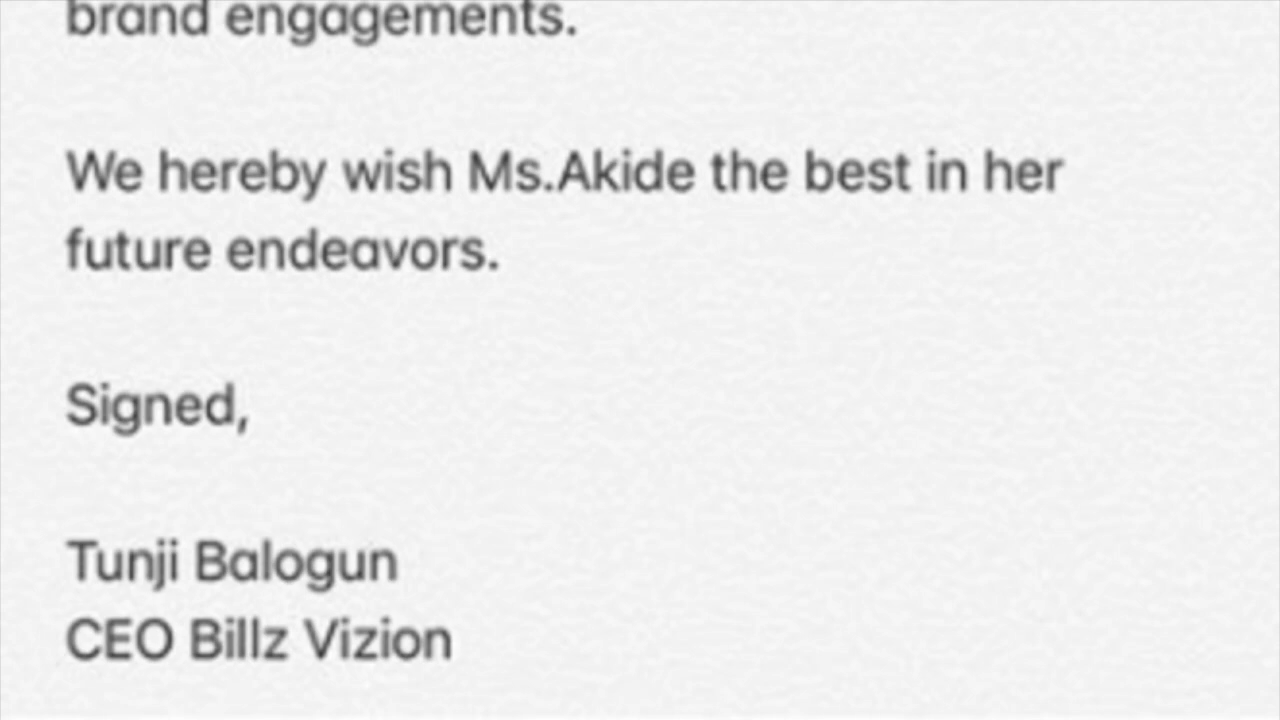 brand engagements.
We hereby wish Ms.Akide the best in her
future endeavors.
Signed,
Tunji Balogun
CEO Billz Vizion